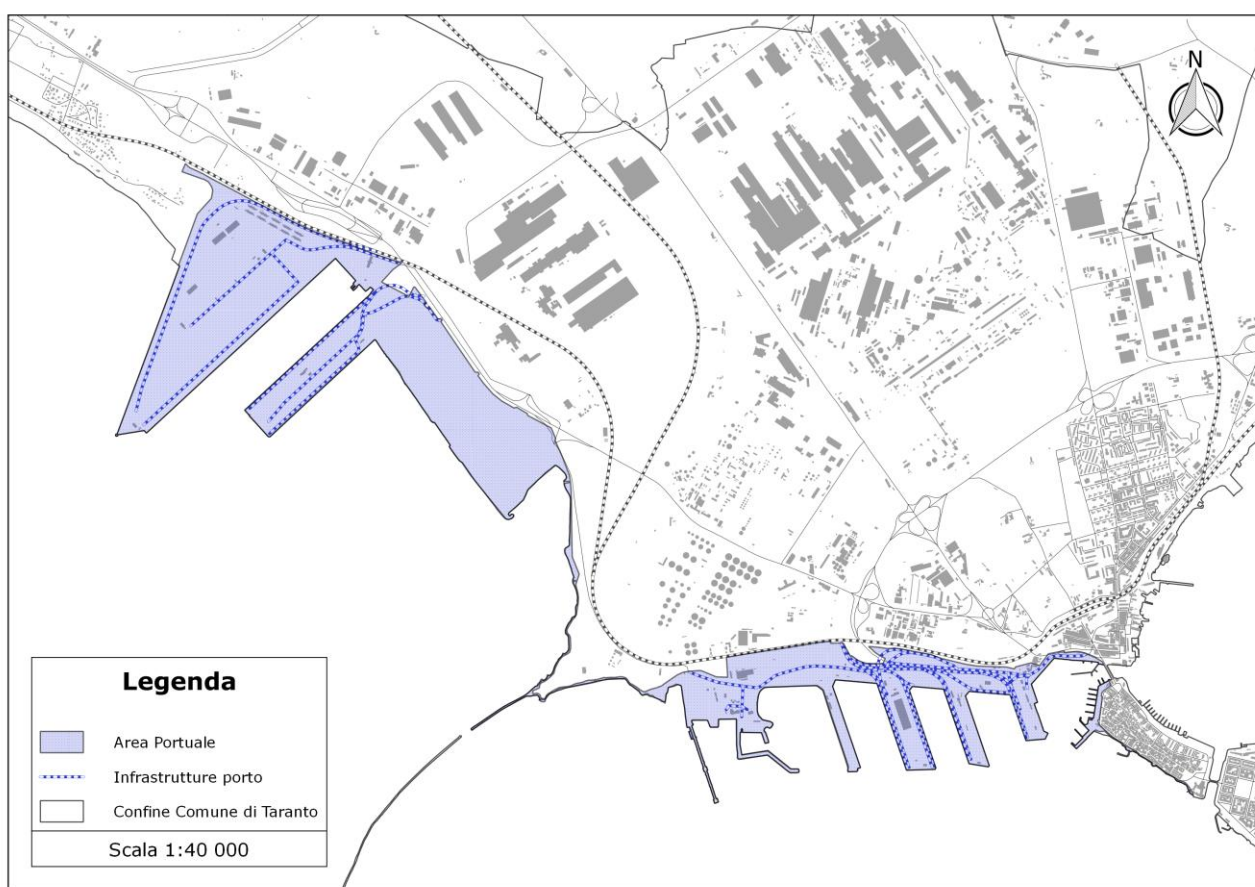 N
Legenda
Area Portuale
Infrastrutture porto
Confine Comune di Taranto
Scala 1:40 000